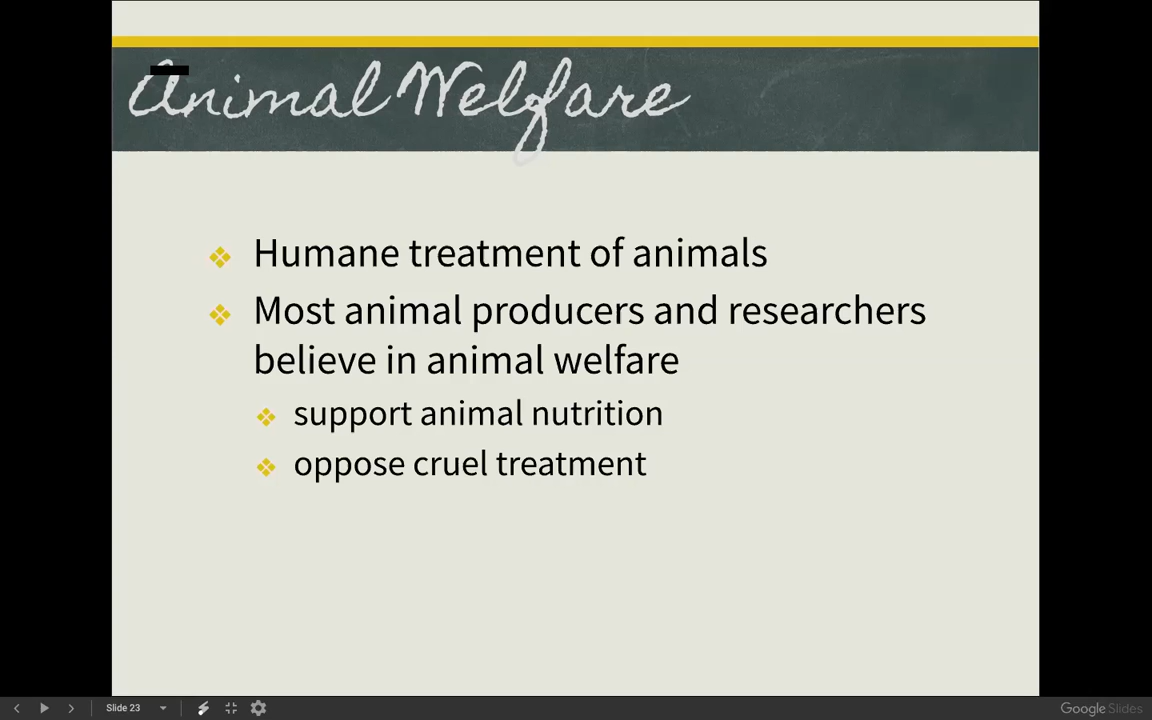 Animal Welfare
❖ Humane treatment of animals
❖ Most animal producers and researchers
believe in animal welfare
❖ support animal nutrition
❖ oppose cruel treatment
Slide 23
Google Slides